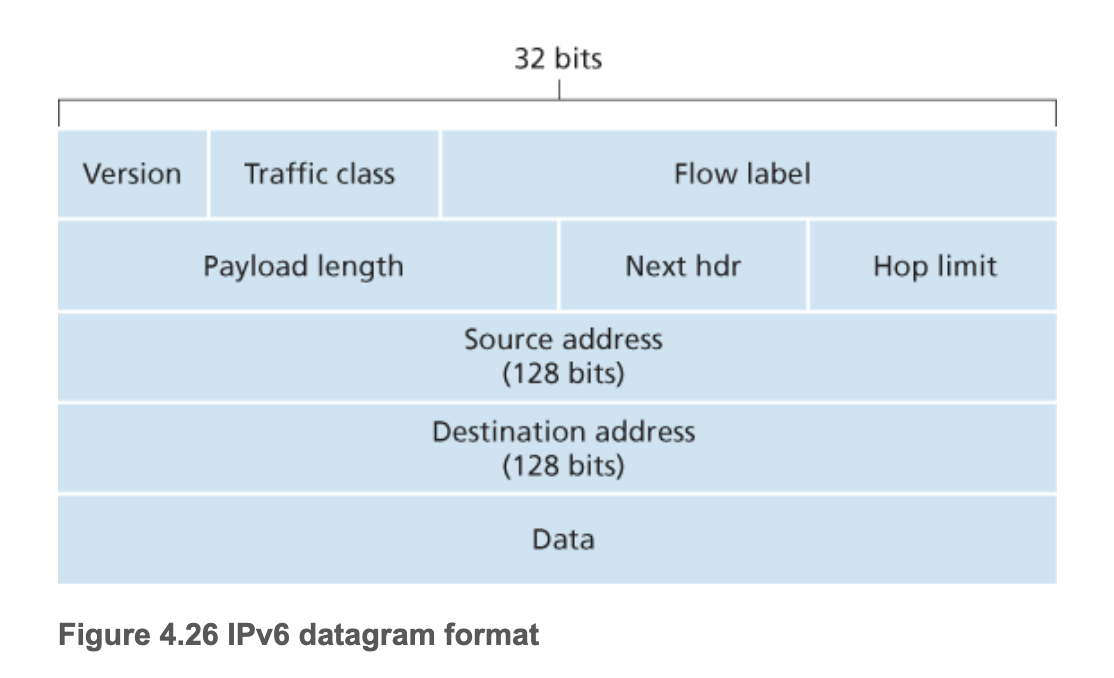 32 bits
Version
Traffic class
Flow label
Payload length
Next hdr
Hop limit
Source address
(128 bits)
Destination address
(128 bits)
Data
Figure 4.26 IPv6 datagram format